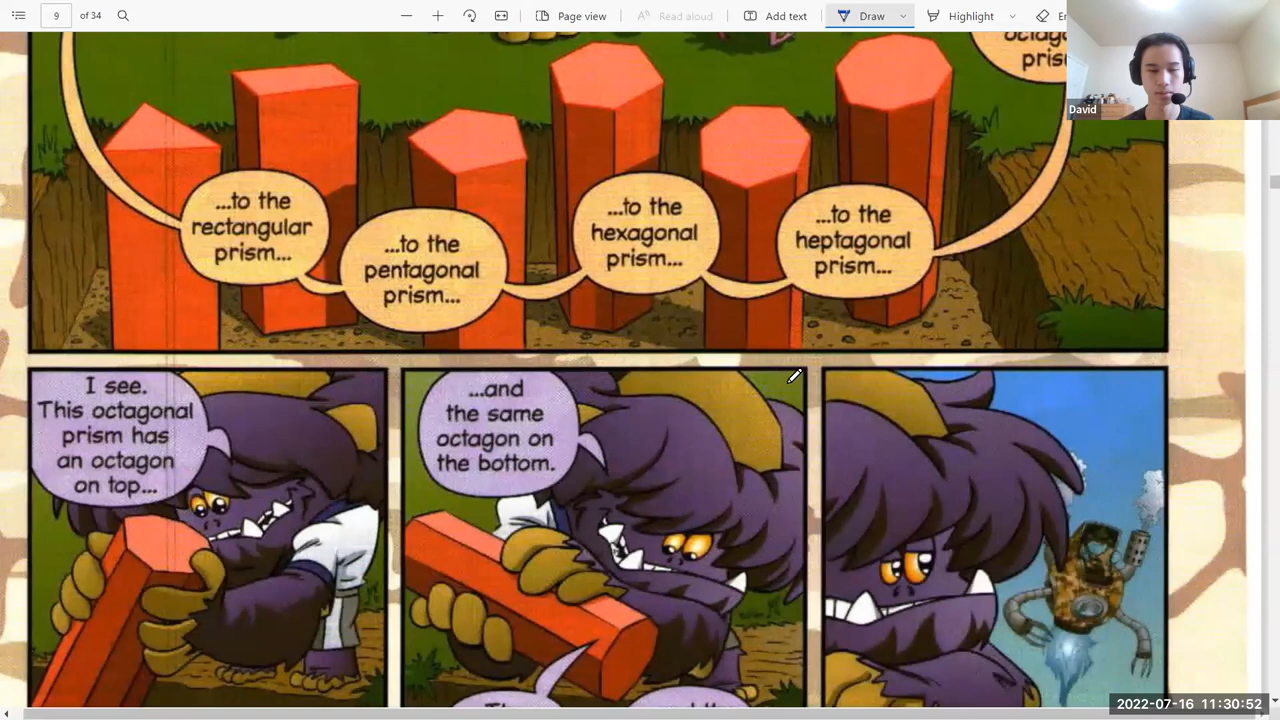 9 of 34
Page view
Read aloud
Add text
Draw
Highlight
David
...to the
rectangular
prism...
...to the
pentagonal
prism...
...to the
hexagonal
prism...
...to the
heptagonal
prism...
I see.
This octagonal
prism has
an octagon
on top...
...and
the same
octagon on
the bottom.
2022-07-16 11:30:52